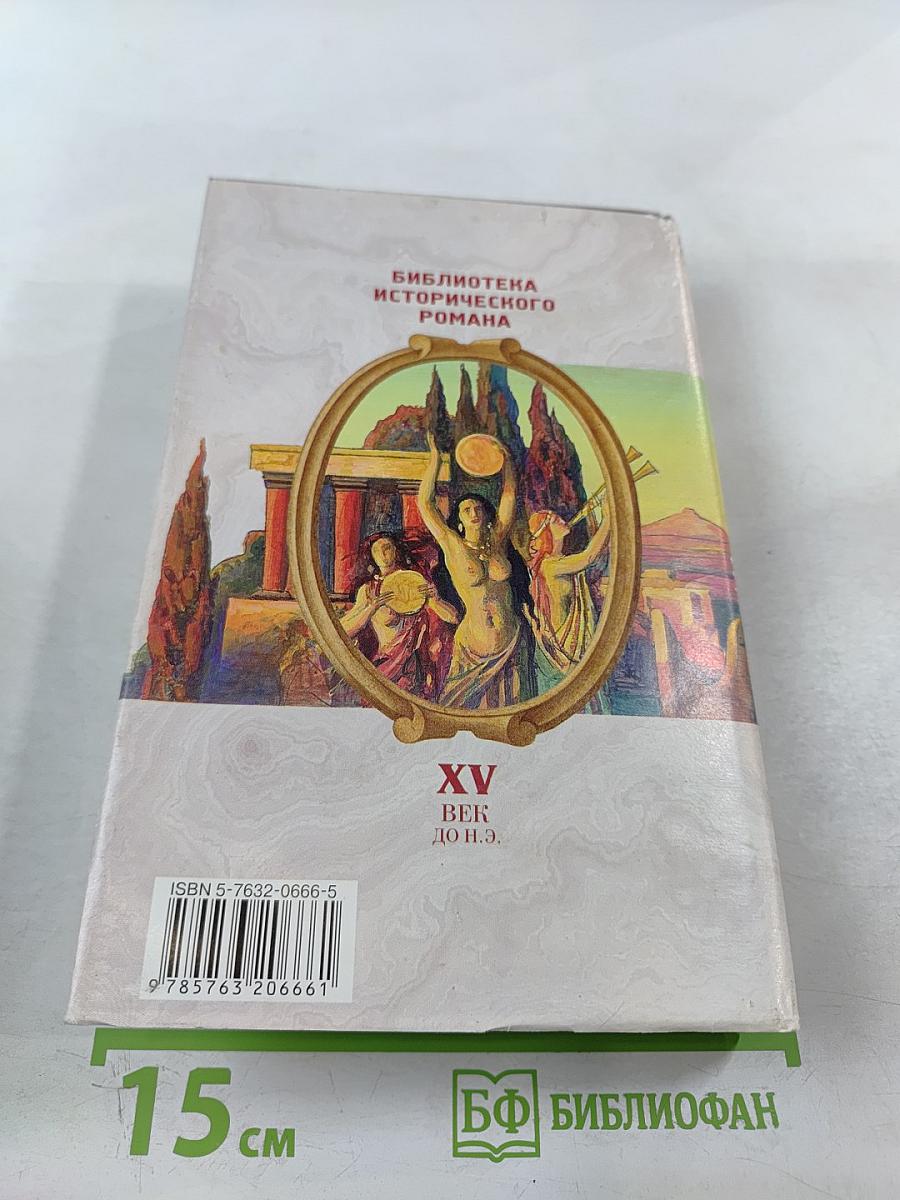 БИБЛИОТЕКА
ИСТОРИЧЕСКОГО
РОМАНА
XV
ВЕК
ДО Н.Э.
ISBN 5-7632-0666-5
9 785763 206661
15 см
БФ БИБЛИОФАН